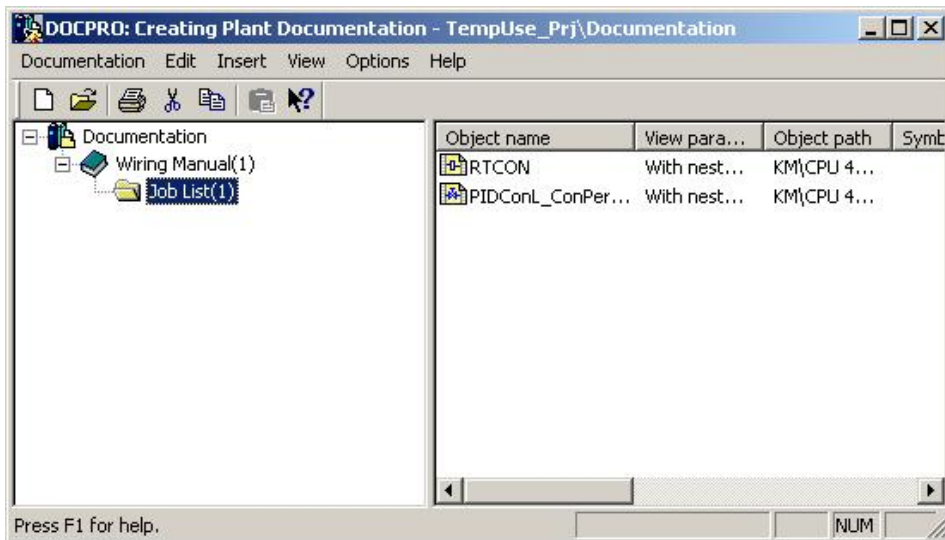 DOCPRO: Creating Plant Documentation - TempUse_Prj\Documentation
Documentation Edit Insert View Options Help
Documentation
Wiring Manual(1)
Job List(1)
Object name View para... Object path Symb
RTCON With nest... KM\CPU 4...
PIDConL_ConPer... With nest... KM\CPU 4...
Press F1 for help. NUM